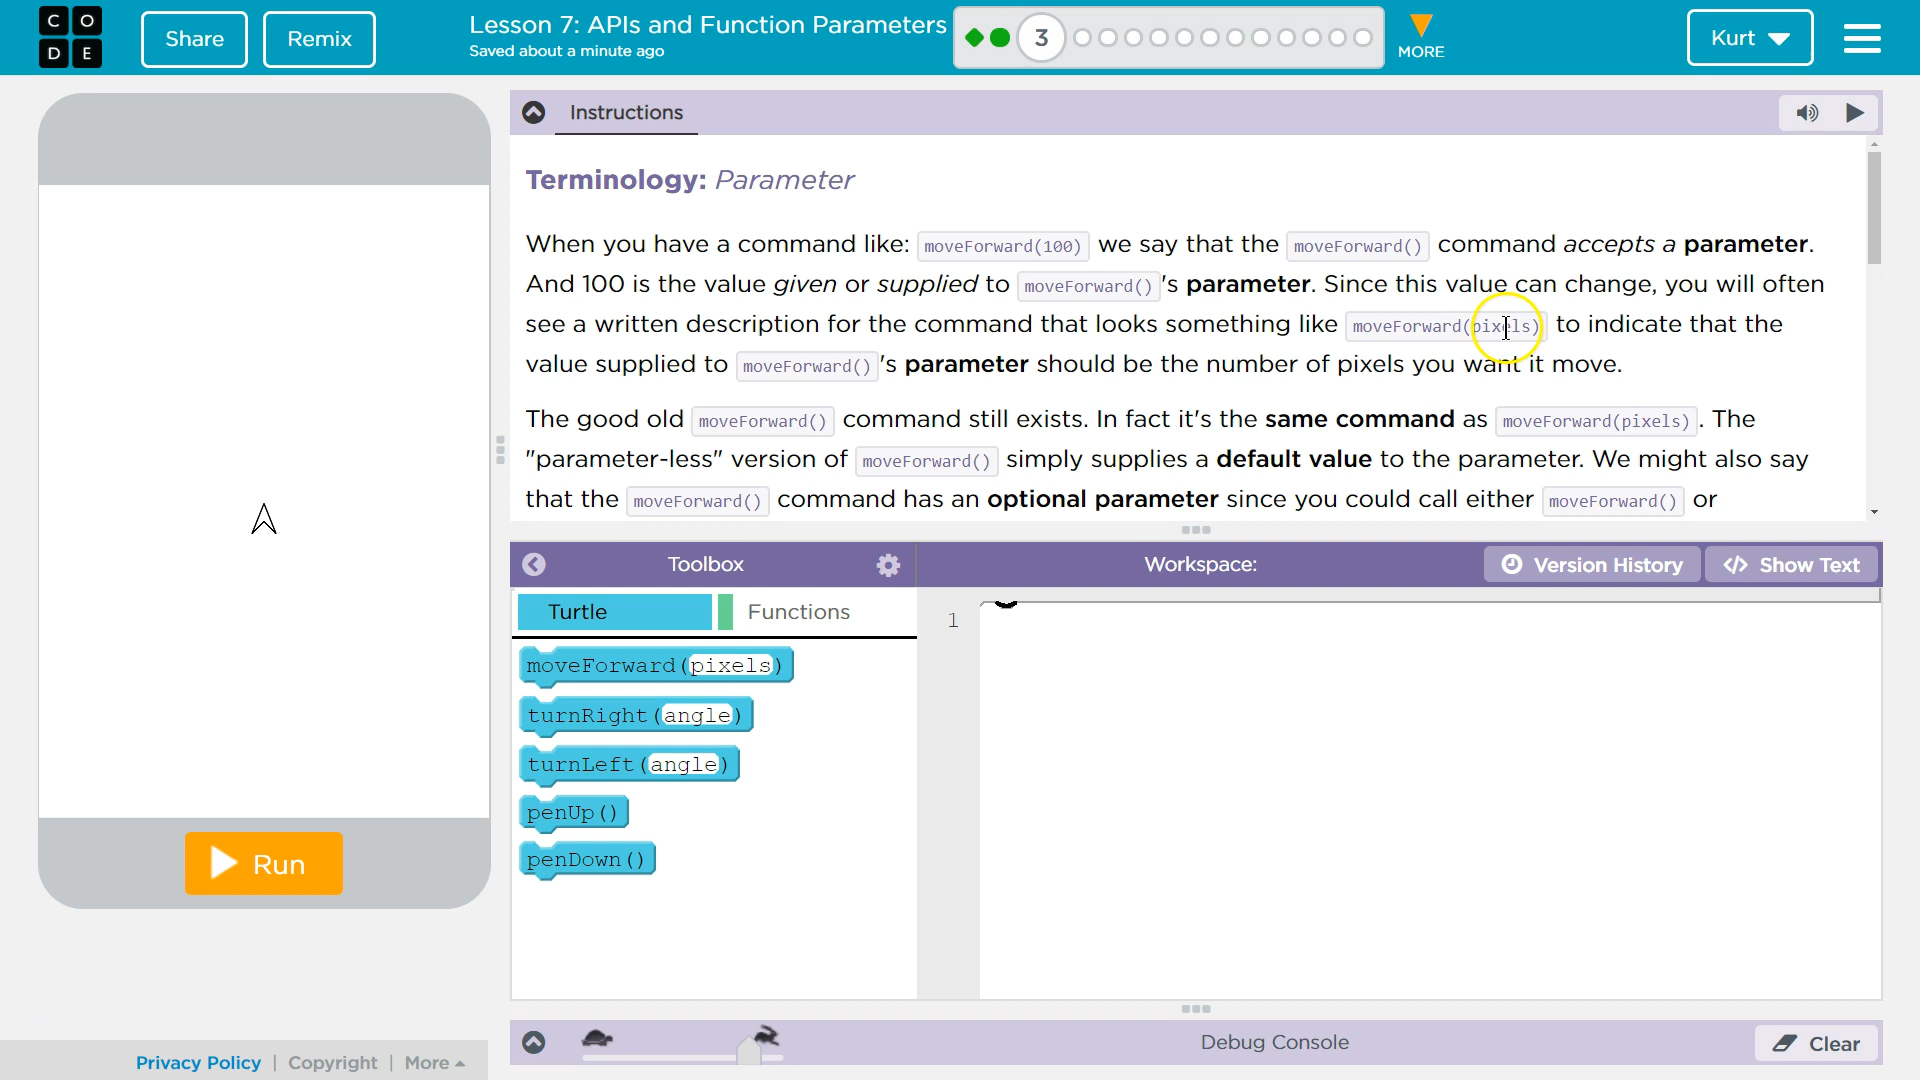 C O
D E
Share
Remix
Lesson 7: APIs and Function Parameters
Saved about a minute ago
3
MORE
Kurt
Instructions
Terminology: Parameter
When you have a command like: moveForward(100) we say that the moveForward() command accepts a parameter.
And 100 is the value given or supplied to moveForward()'s parameter. Since this value can change, you will often
see a written description for the command that looks something like moveForward(pixels) to indicate that the
value supplied to moveForward()'s parameter should be the number of pixels you want it move.
The good old moveForward() command still exists. In fact it's the same command as moveForward(pixels). The
"parameter-less" version of moveForward() simply supplies a default value to the parameter. We might also say
that the moveForward() command has an optional parameter since you could call either moveForward() or
Toolbox
Workspace:
Version History
</> Show Text
Turtle
Functions
1
moveForward(pixels)
turnRight(angle)
turnLeft(angle)
penUp()
penDown()
Run
Debug Console
Clear
Privacy Policy | Copyright | More